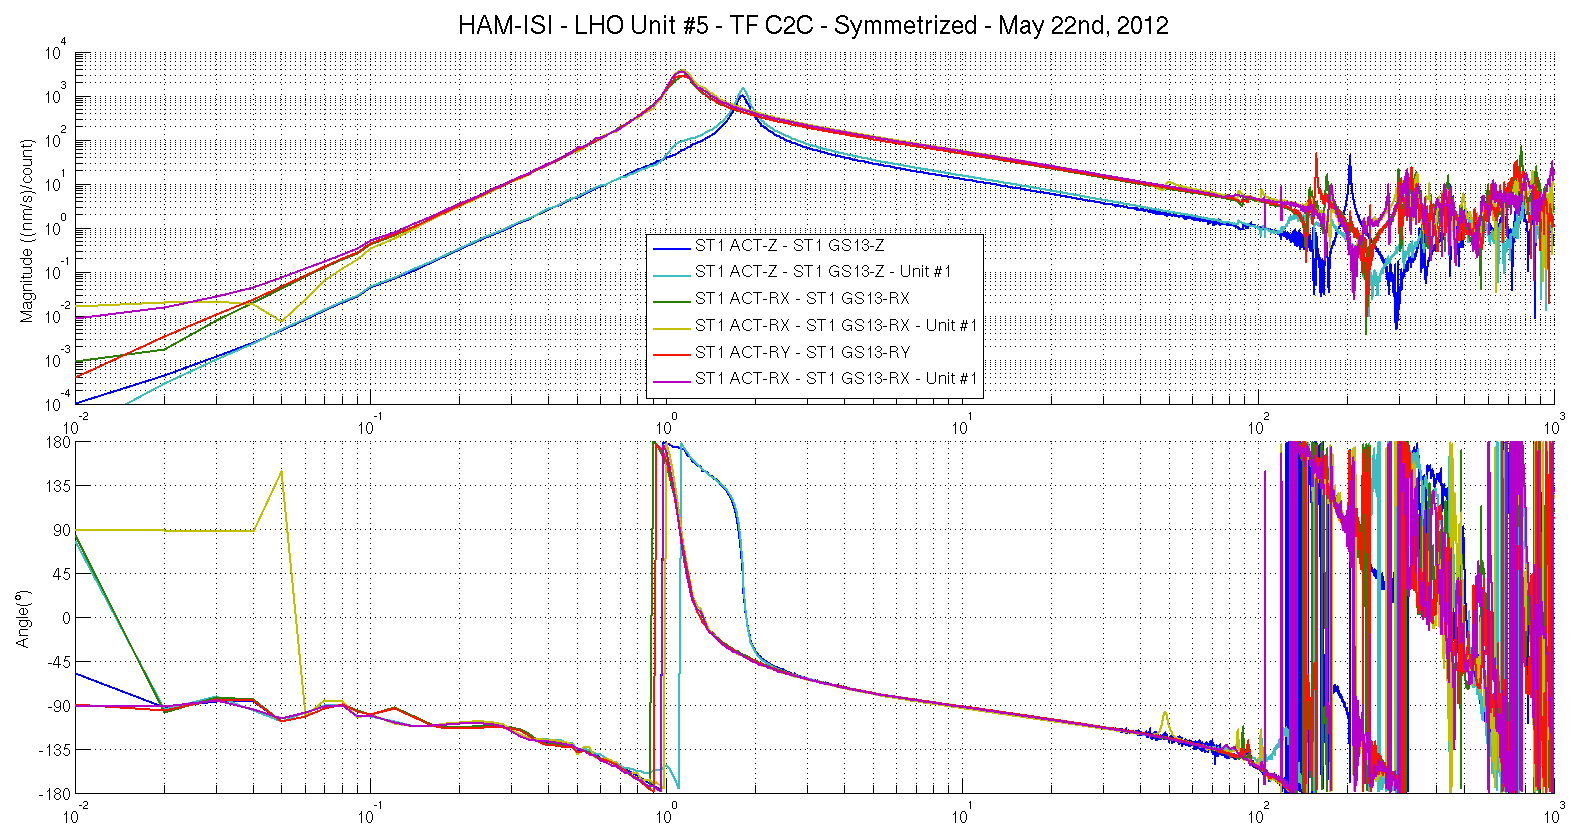 HAM-ISI - LHO Unit #5 - TF C2C - Symmetrized - May 22nd, 2012
Magnitude ((nm/s)/count)
10^4
10^3
10^2
10^1
10^0
10^-1
10^-2
10^-3
10^-4
ST1 ACT-Z - ST1 GS13-Z
ST1 ACT-Z - ST1 GS13-Z - Unit #1
ST1 ACT-RX - ST1 GS13-RX
ST1 ACT-RX - ST1 GS13-RX - Unit #1
ST1 ACT-RY - ST1 GS13-RY
ST1 ACT-RX - ST1 GS13-RX - Unit #1
10^-2 10^-1 10^0 10^1 10^2 10^3
Angle(°)
180
135
90
45
0
-45
-90
-135
-180
10^-2 10^-1 10^0 10^1 10^2 10^3